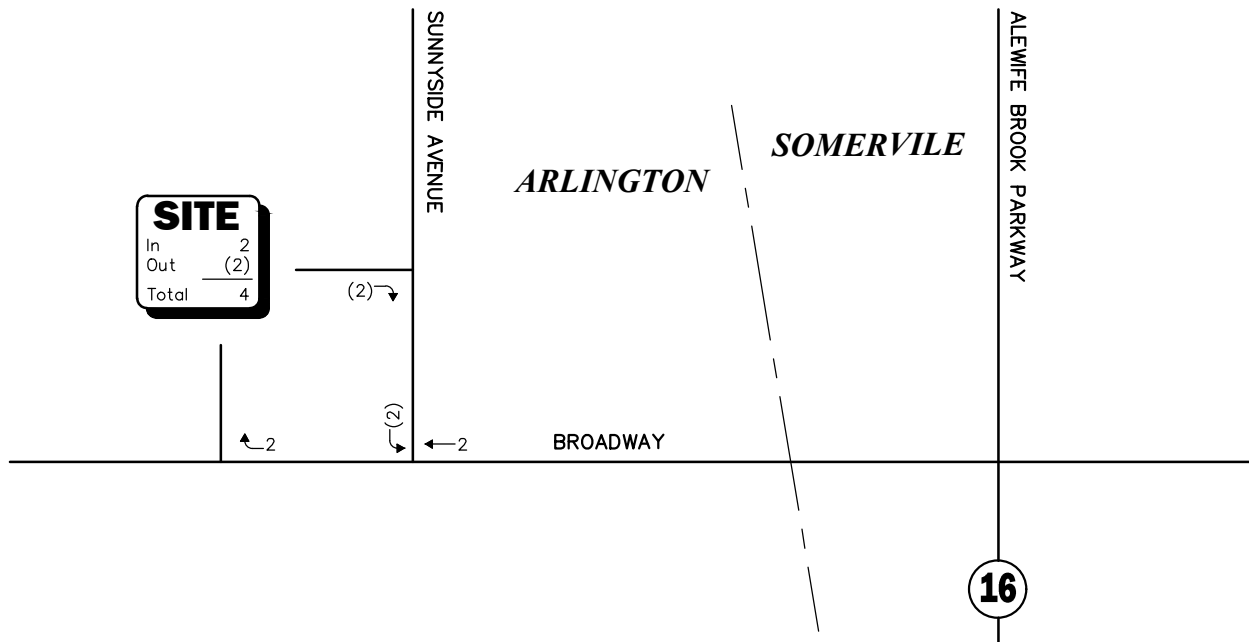 SUNNYSIDE AVENUE
ALEWIFE BROOK PARKWAY
SOMERVILE
ARLINGTON
SITE
In 2
Out (2)
Total 4
(2)
(2)
2
2
BROADWAY
16